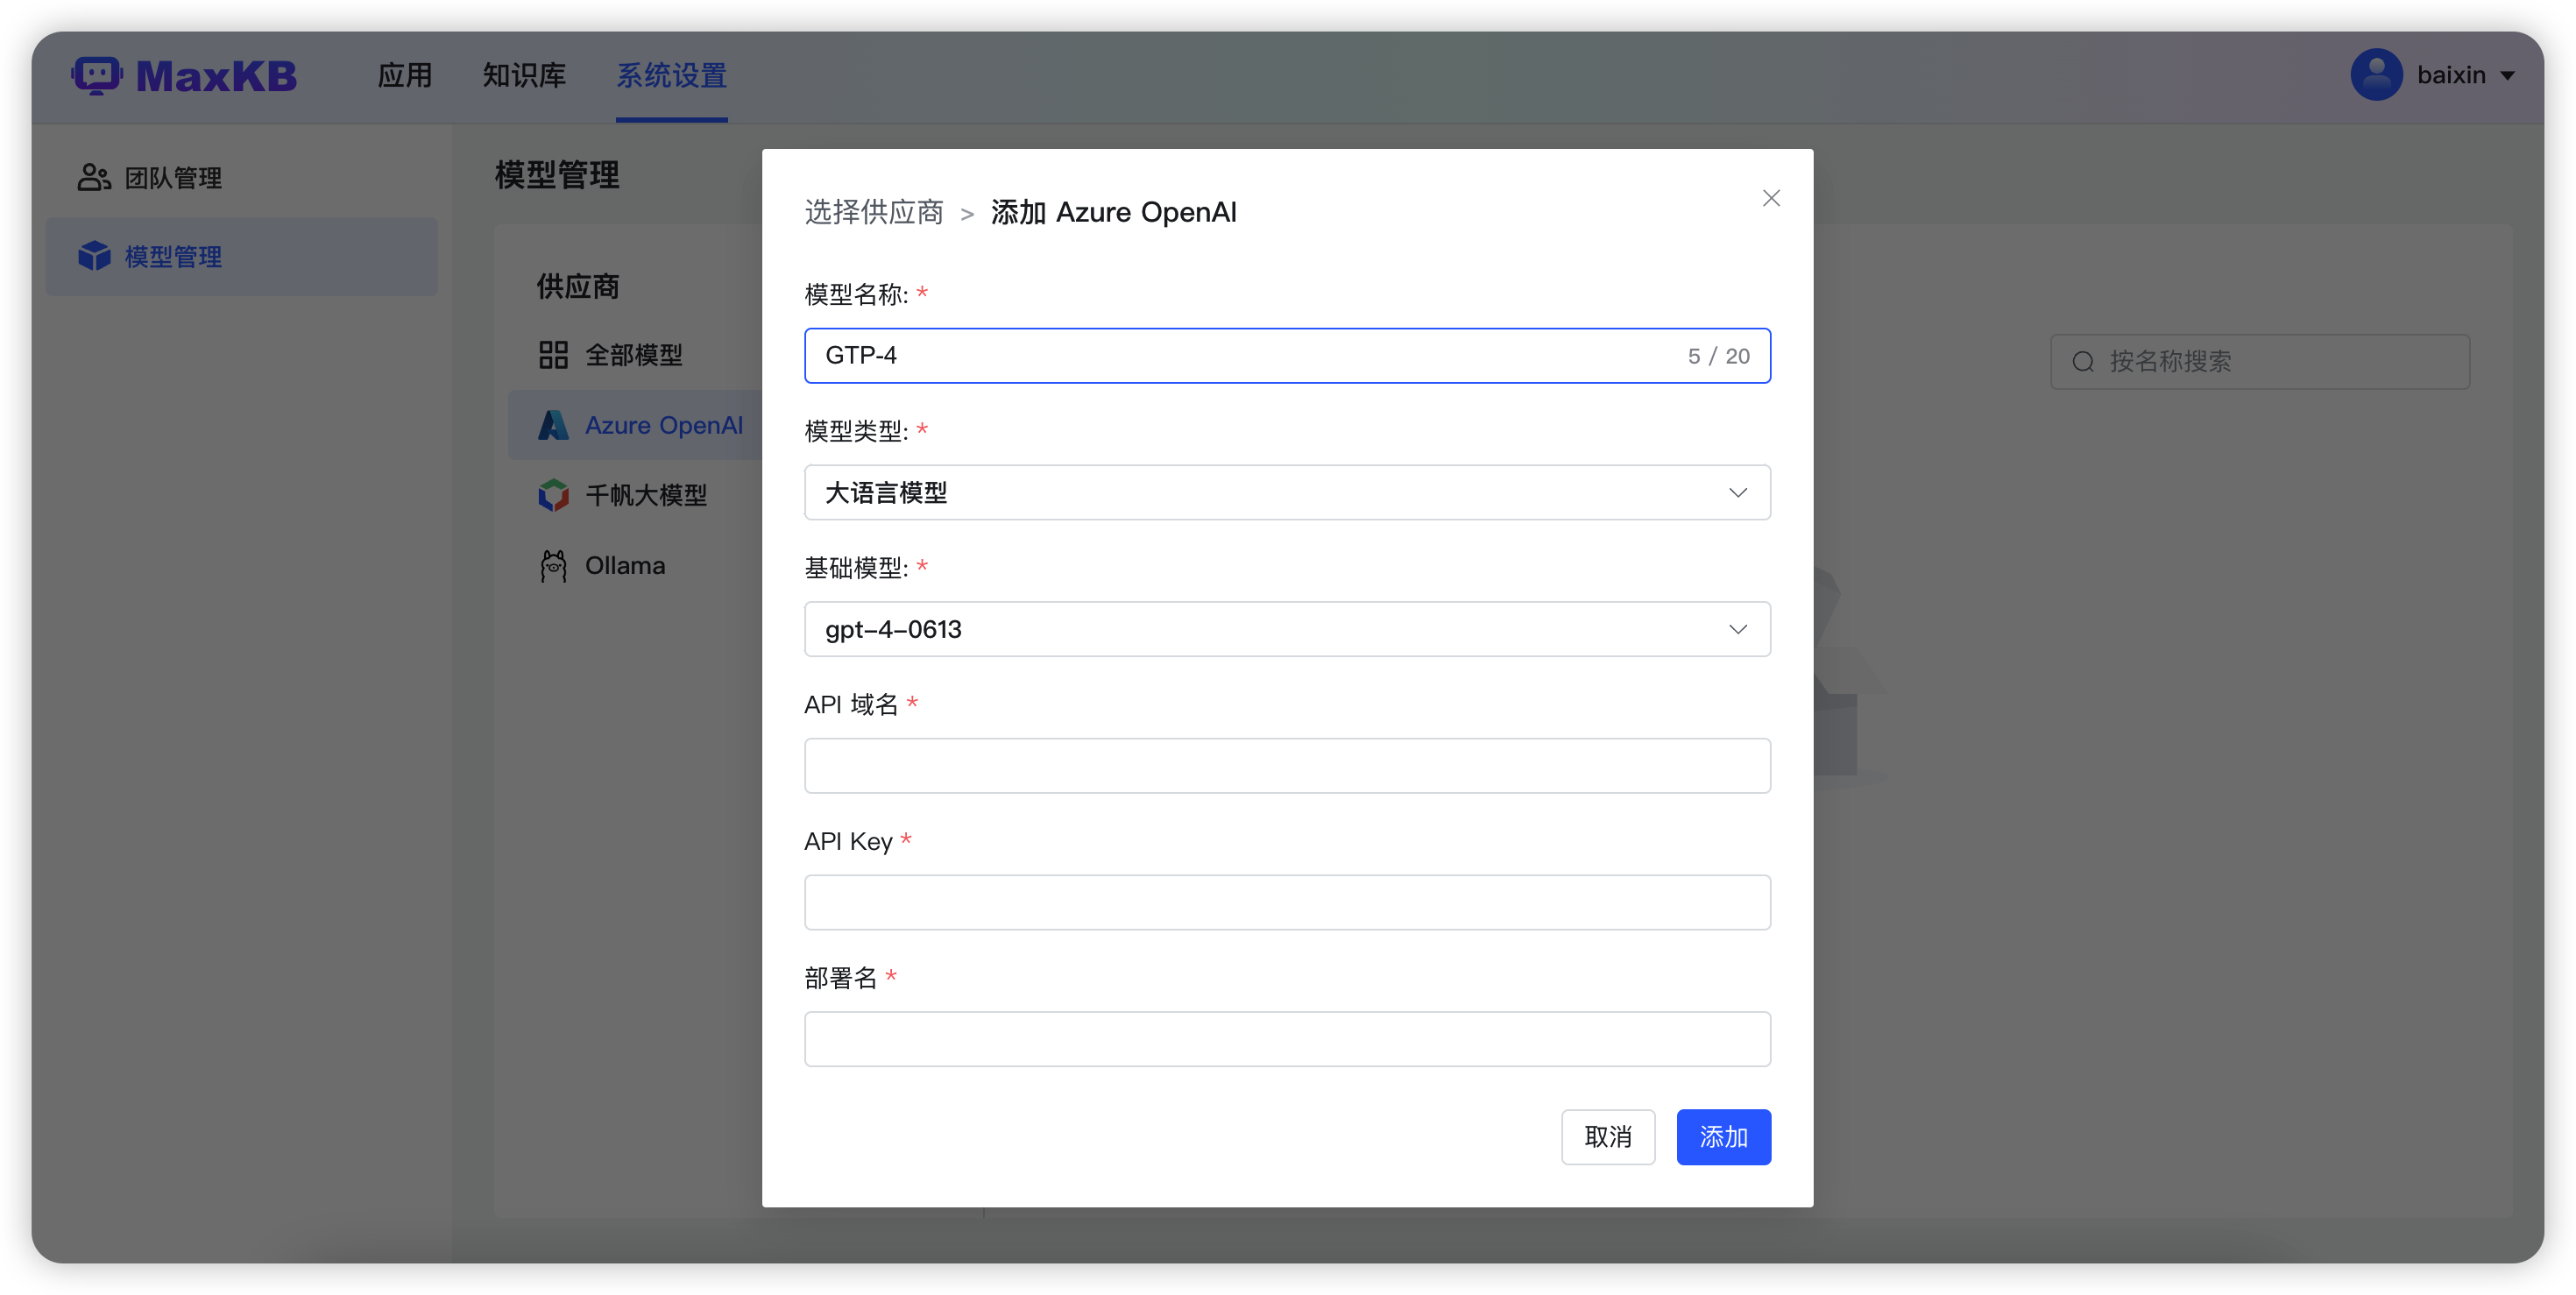 MaxKB 应用 知识库 系统设置 baixin
团队管理
模型管理
模型管理
供应商
全部模型
Azure OpenAI
千帆大模型
Ollama
按名称搜索
选择供应商 > 添加 Azure OpenAI
模型名称: *
GTP-4 5 / 20
模型类型: *
大语言模型
基础模型: *
gpt-4-0613
API 域名 *
API Key *
部署名 *
取消 添加